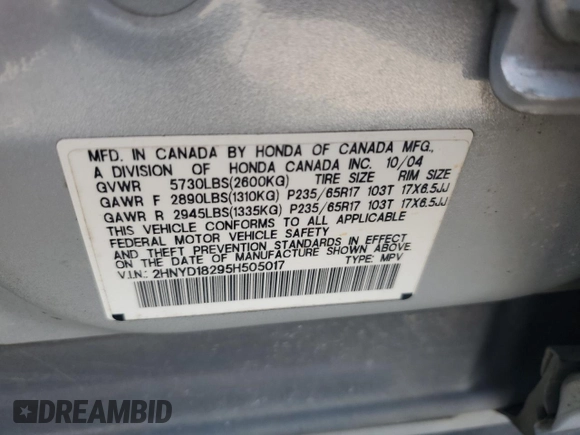 MFD. IN CANADA BY HONDA OF CANADA MFG.,
A DIVISION OF HONDA CANADA INC. 10/04
GVWR 5730LBS(2600KG) TIRE SIZE RIM SIZE
GAWR F 2890LBS(1310KG) P235/65R17 103T 17X6.5JJ
GAWR R 2945LBS(1335KG) P235/65R17 103T 17X6.5JJ
THIS VEHICLE CONFORMS TO ALL APPLICABLE
FEDERAL MOTOR VEHICLE SAFETY
AND THEFT PREVENTION STANDARDS IN EFFECT
ON THE DATE OF MANUFACTURE SHOWN ABOVE.
V.I.N.: 2HNYD18295H505017 TYPE: MPV
DREAMBID